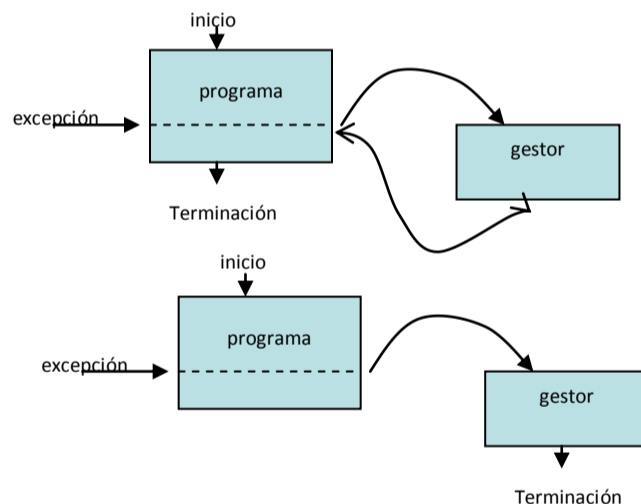 inicio
programa
excepción
gestor
Terminación
inicio
programa
excepción
gestor
Terminación